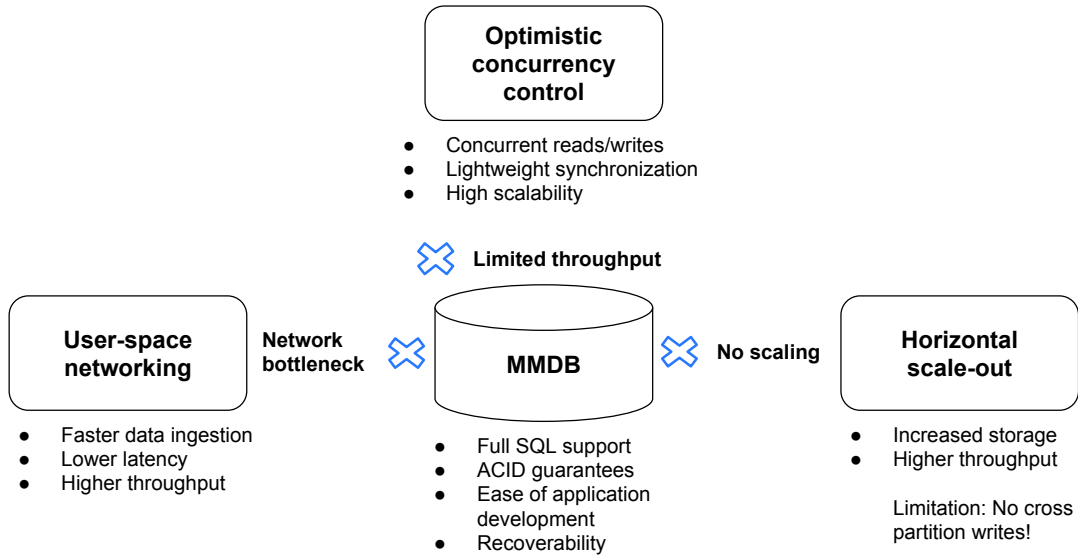 Optimistic
concurrency
control
● Concurrent reads/writes
● Lightweight synchronization
● High scalability
Limited throughput
User-space
networking
Network
bottleneck
MMDB
No scaling
Horizontal
scale-out
● Faster data ingestion
● Lower latency
● Higher throughput
● Full SQL support
● ACID guarantees
● Ease of application
development
● Recoverability
● Increased storage
● Higher throughput
Limitation: No cross
partition writes!